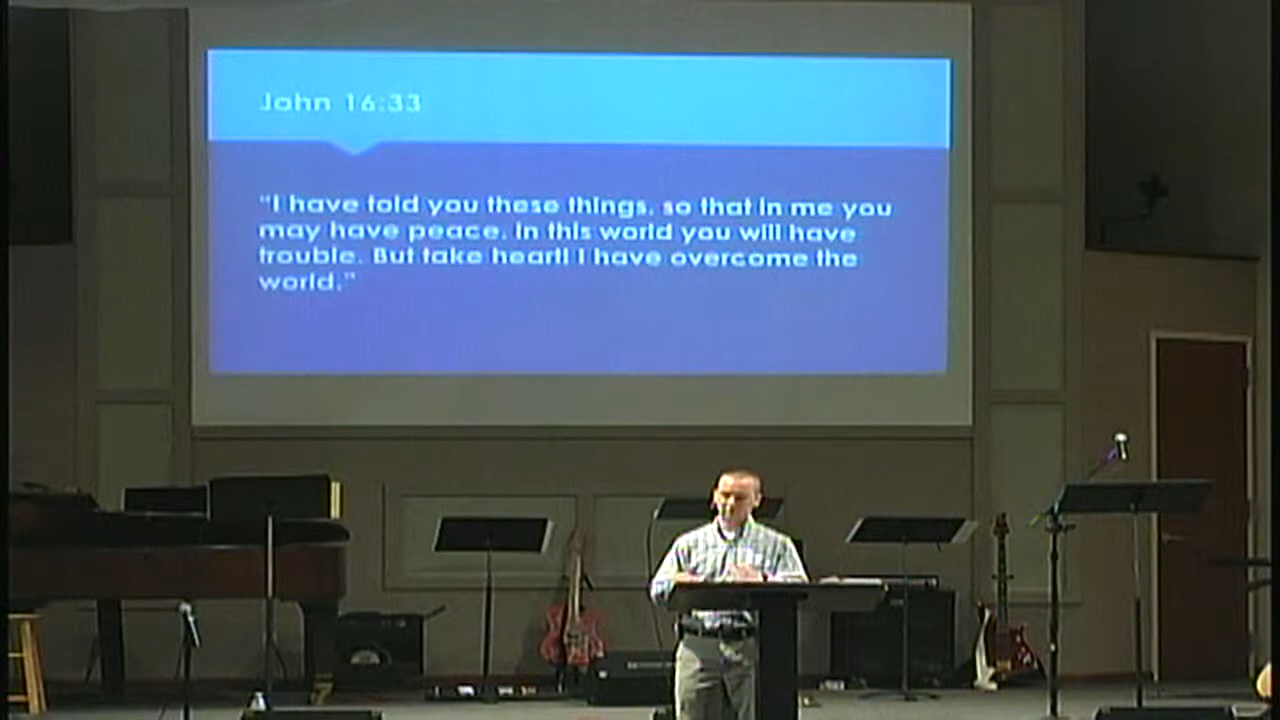 John 16:33
"I have told you these things, so that in me you
may have peace. In this world you will have
trouble. But take heart! I have overcome the
world."